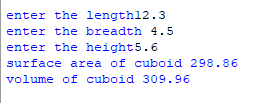 enter the length12.3
enter the breadth 4.5
enter the height5.6
surface area of cuboid 298.86
volume of cuboid 309.96